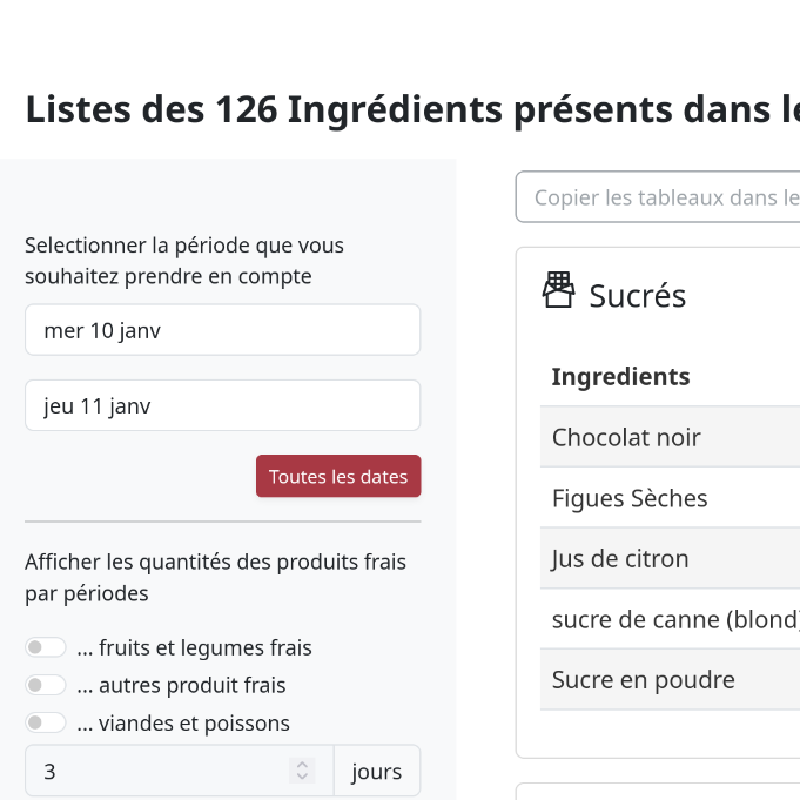 Listes des 126 Ingrédients présents dans
Selectionner la période que vous
souhaitez prendre en compte
mer 10 janv
jeu 11 janv
Toutes les dates
Afficher les quantités des produits frais
par périodes
... fruits et legumes frais
... autres produit frais
... viandes et poissons
3 jours
Copier les tableaux dans le
Sucrés
Ingredients
Chocolat noir
Figues Sèches
Jus de citron
sucre de canne (blond)
Sucre en poudre